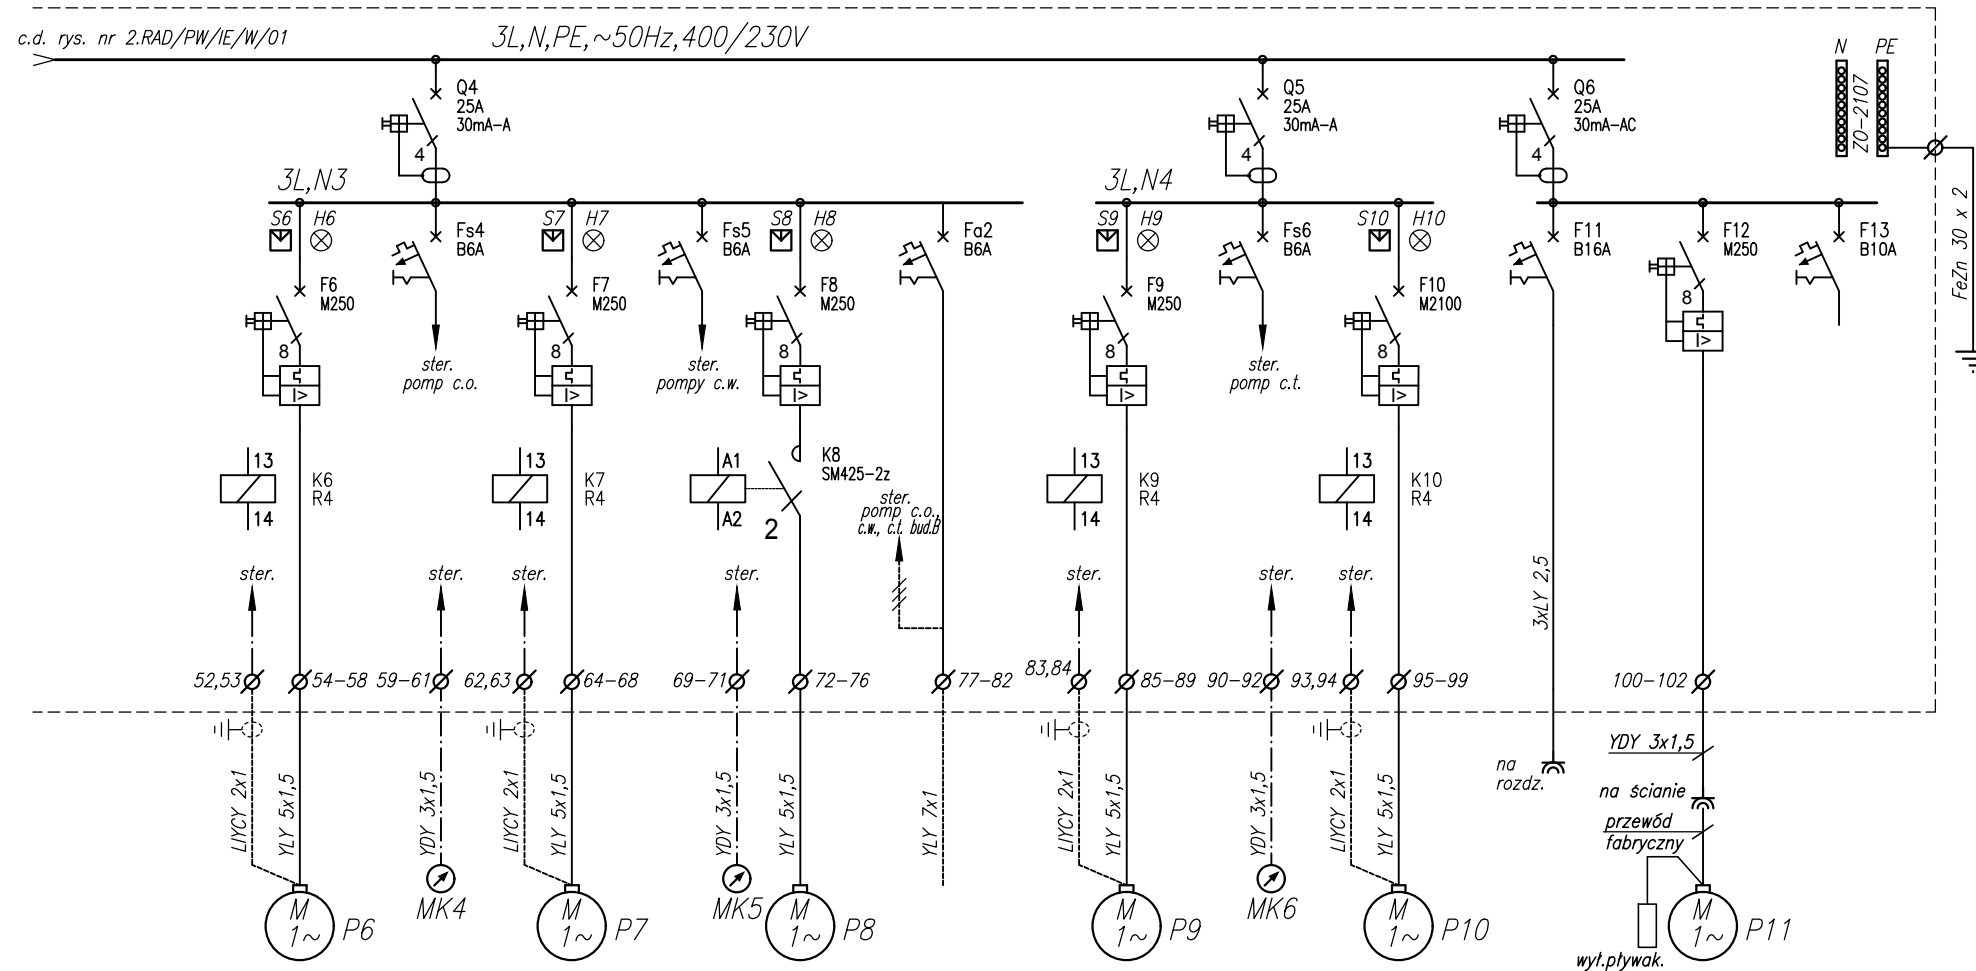 c.d. rys. nr 2.RAD/PW/IE/W/01
3L,N,PE,~50Hz,400/230V
N
PE
ZO-2107
FeZn 30 x 2
Q4
25A
30mA-A
4
Q5
25A
30mA-A
4
Q6
25A
30mA-AC
4
3L,N3
3L,N4
S6
H6
Fs4
B6A
S7
H7
Fs5
B6A
S8
H8
Fa2
B6A
S9
H9
Fs6
B6A
S10
H10
F11
B16A
F12
M250
F13
B10A
F6
M250
F7
M250
F8
M250
F9
M250
F10
M2100
8
8
8
8
8
8
I>
I>
I>
I>
I>
I>
ster.
pomp c.o.
ster.
pompy c.w.
ster.
pomp c.t.
13
14
K6
R4
13
14
K7
R4
A1
A2
K8
SM425-2z
2
ster.
pomp c.o.,
c.w., c.t. bud.B
13
14
K9
R4
13
14
K10
R4
ster.
ster.
ster.
ster.
ster.
ster.
ster.
3xLY 2,5
52,53
54-58
59-61
62,63
64-68
69-71
72-76
77-82
83,84
85-89
90-92
93,94
95-99
100-102
LIYCY 2x1
YLY 5x1,5
YDY 3x1,5
LIYCY 2x1
YLY 5x1,5
YDY 3x1,5
YLY 5x1,5
YLY 7x1
LIYCY 2x1
YLY 5x1,5
YDY 3x1,5
LIYCY 2x1
YLY 5x1,5
na
rozdz.
YDY 3x1,5
na ścianie
przewód
fabryczny
M
1~
P6
MK4
M
1~
P7
MK5
M
1~
P8
M
1~
P9
MK6
M
1~
P10
M
1~
P11
wył.pływak.